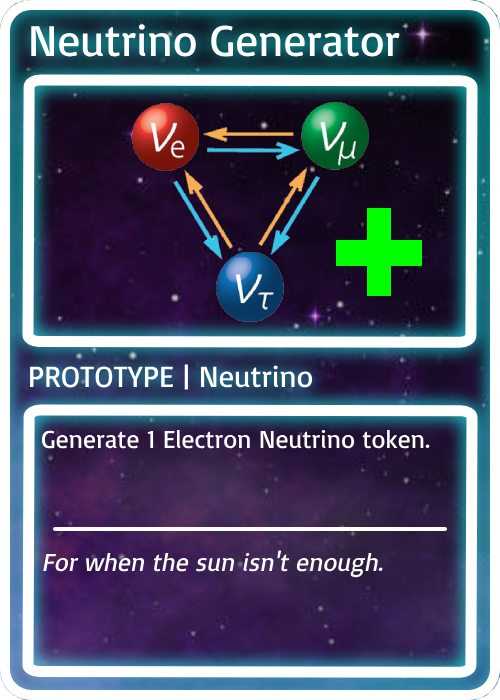 Neutrino Generator
νe
νμ
ντ
PROTOTYPE | Neutrino
Generate 1 Electron Neutrino token.
For when the sun isn't enough.